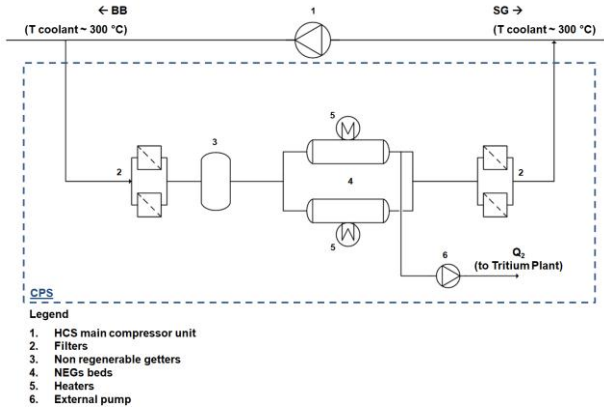 ← BB
1
SG →
(T coolant ~ 300 °C)
(T coolant ~ 300 °C)
5
3
2
2
4
5
6
Q2
(to Tritium Plant)
CPS
Legend
1. HCS main compressor unit
2. Filters
3. Non regenerable getters
4. NEGs beds
5. Heaters
6. External pump